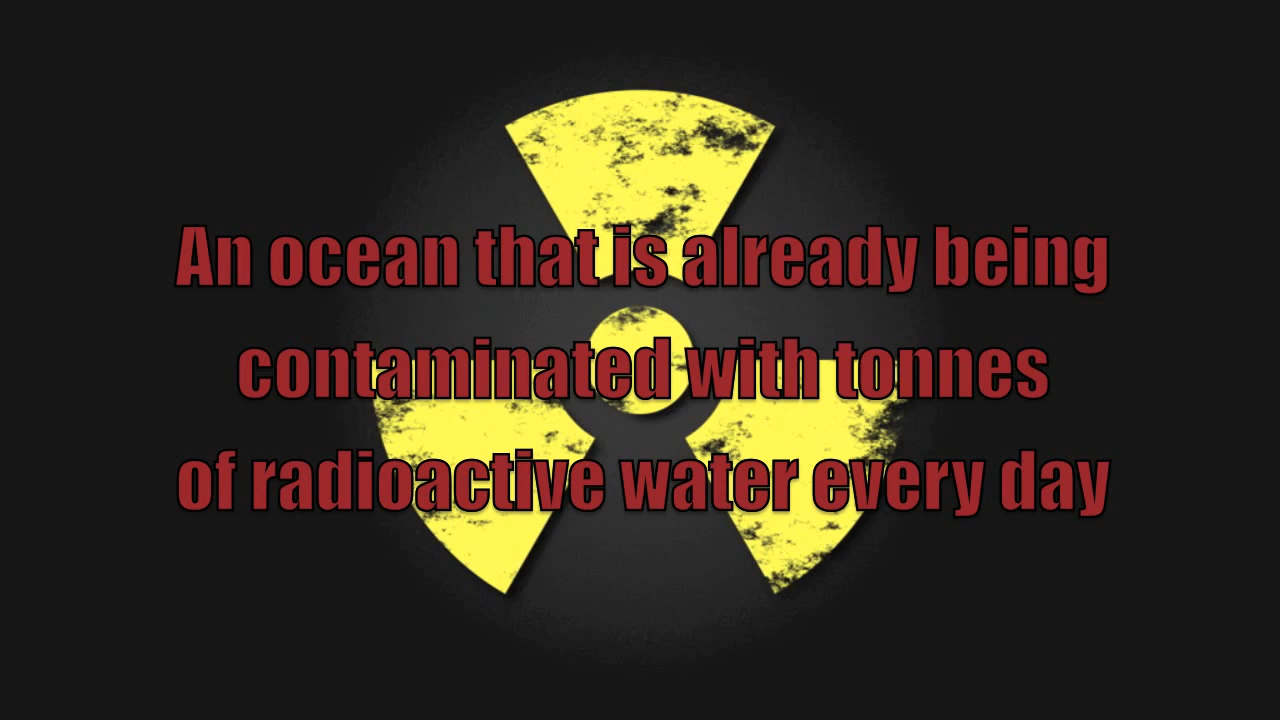 An ocean that is already being
contaminated with tonnes
of radioactive water every day